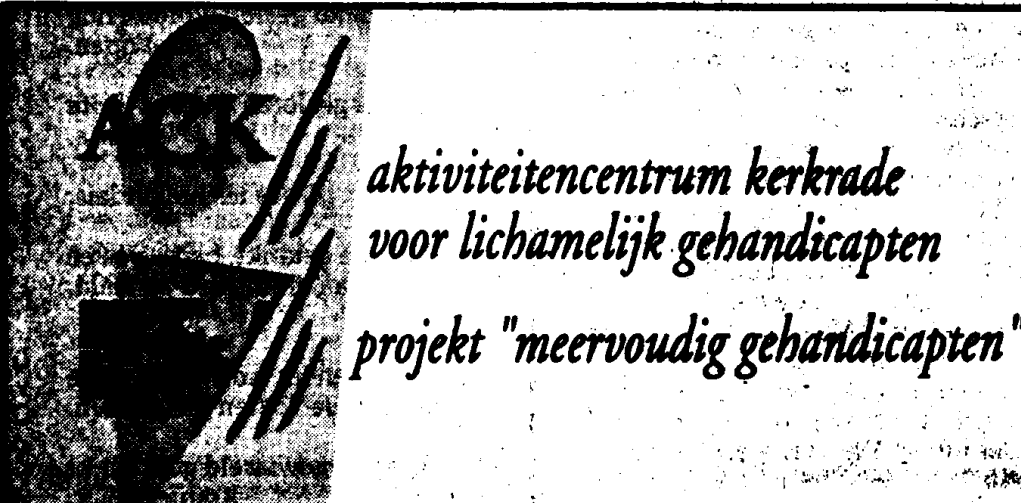 ACK
aktiviteitencentrum kerkrade
voor lichamelijk gehandicapten
projekt "meervoudig gehandicapten"